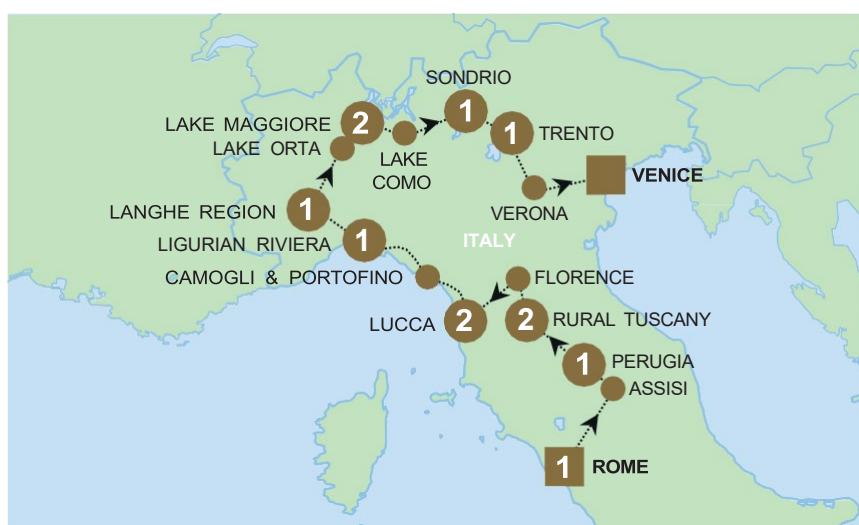 SONDRIO
1
LAKE MAGGIORE
2
1
TRENTO
LAKE ORTA
LAKE
COMO
VENICE
VERONA
LANGHE REGION
1
LIGURIAN RIVIERA
1
ITALY
CAMOGLI & PORTOFINO
FLORENCE
LUCCA
2
2
RURAL TUSCANY
1
PERUGIA
ASSISI
1
ROME